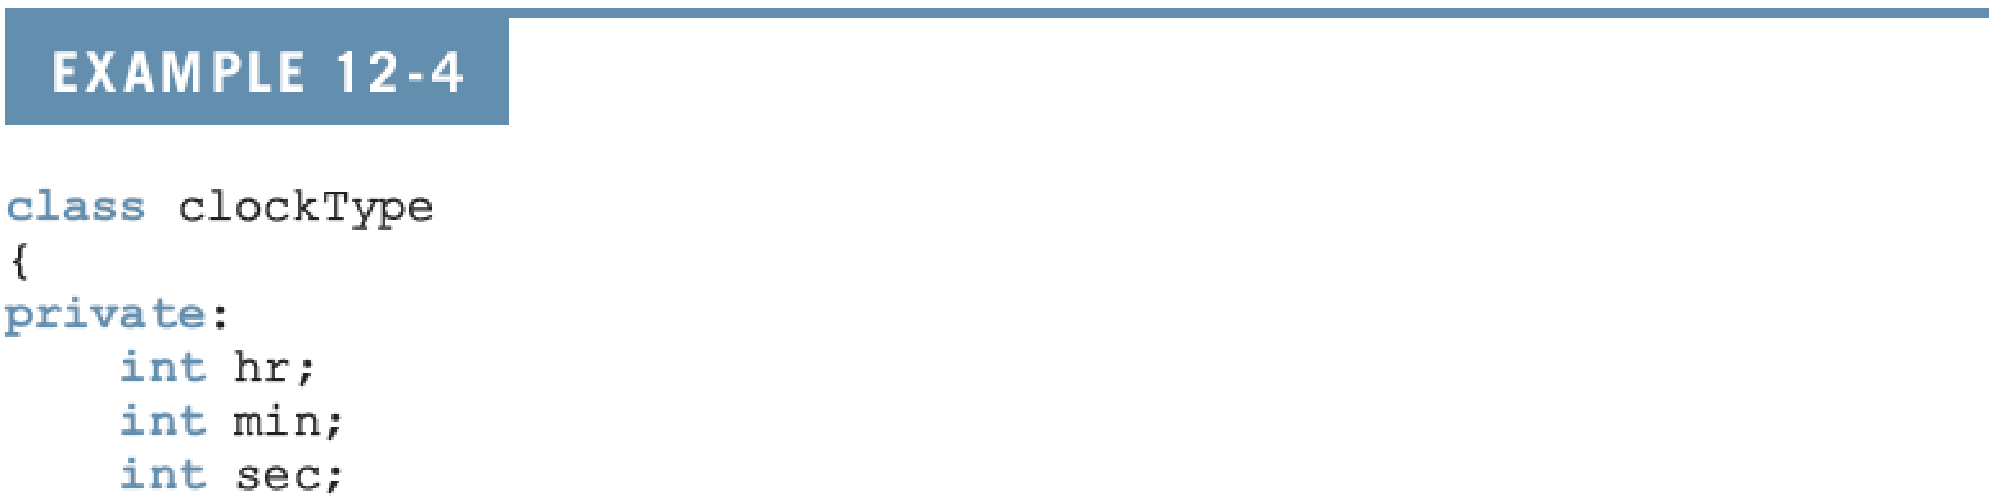 EXAMPLE 12-4
class clockType
{
private:
    int hr;
    int min;
    int sec;